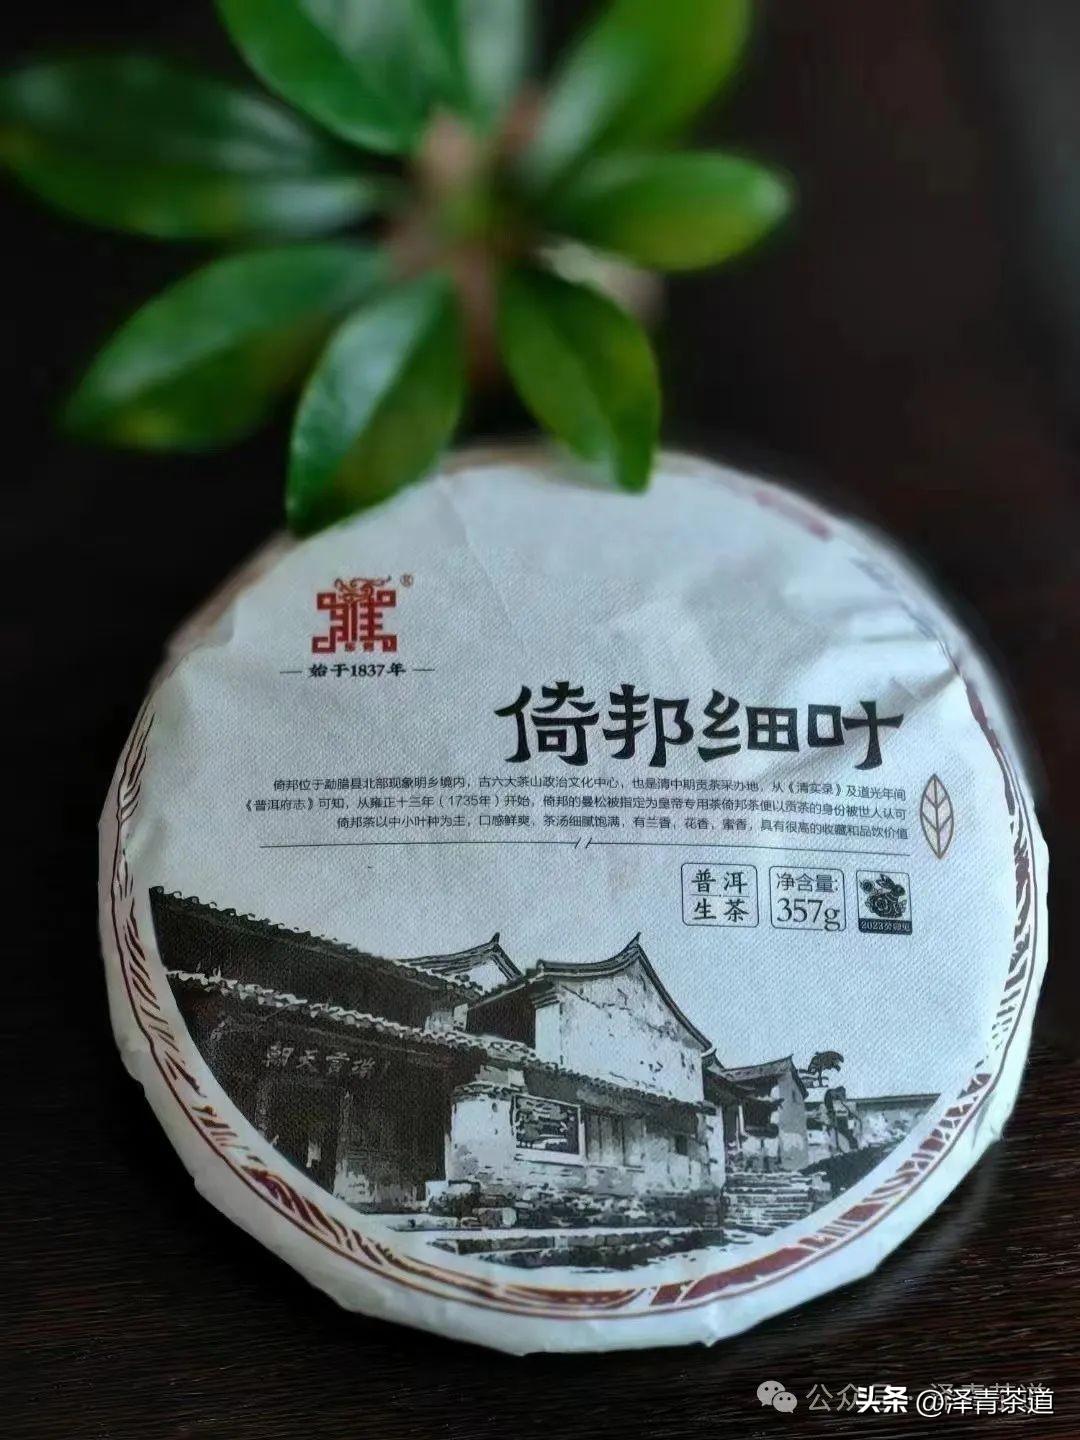 ®
始于1837年
倚邦细叶
倚邦位于勐腊县北部现象明乡境内，古六大茶山政治文化中心，也是清中期贡茶采办地，从《清实录》及道光年间
《普洱府志》可知，从雍正十三年（1735年）开始，倚邦的曼松被指定为皇帝专用茶倚邦茶便以贡茶的身份被世人认可
倚邦茶以中小叶种为主，口感鲜爽，茶汤细腻饱满，有兰香，花香，蜜香，具有很高的收藏和品饮价值
普洱
生茶
净含量:
357g
2023癸卯兔
公众号
头条 @泽青茶道